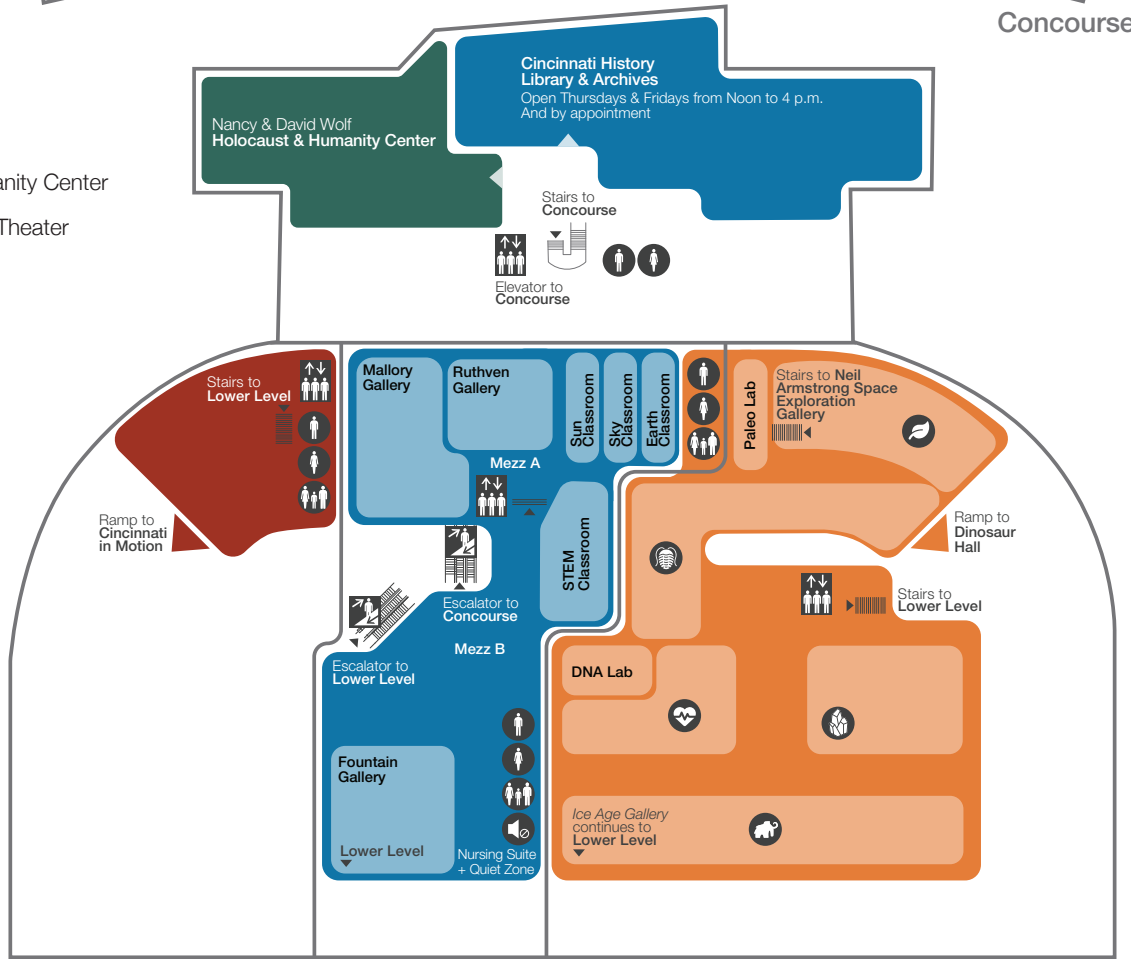 Concourse
Cincinnati History
Library & Archives
Open Thursdays & Fridays from Noon to 4 p.m.
And by appointment
Nancy & David Wolf
Holocaust & Humanity Center
anity Center
Theater
Stairs to
Concourse
Elevator to
Concourse
Stairs to
Lower Level
Mallory
Gallery
Ruthven
Gallery
Sun
Classroom
Sky
Classroom
Earth
Classroom
Paleo Lab
Stairs to Neil
Armstrong Space
Exploration
Gallery
Mezz A
Ramp to
Cincinnati
in Motion
Ramp to
Dinosaur
Hall
STEM
Classroom
Escalator to
Concourse
Stairs to
Lower Level
Mezz B
Escalator to
Lower Level
DNA Lab
Fountain
Gallery
Lower Level
Nursing Suite
+ Quiet Zone
Ice Age Gallery
continues to
Lower Level